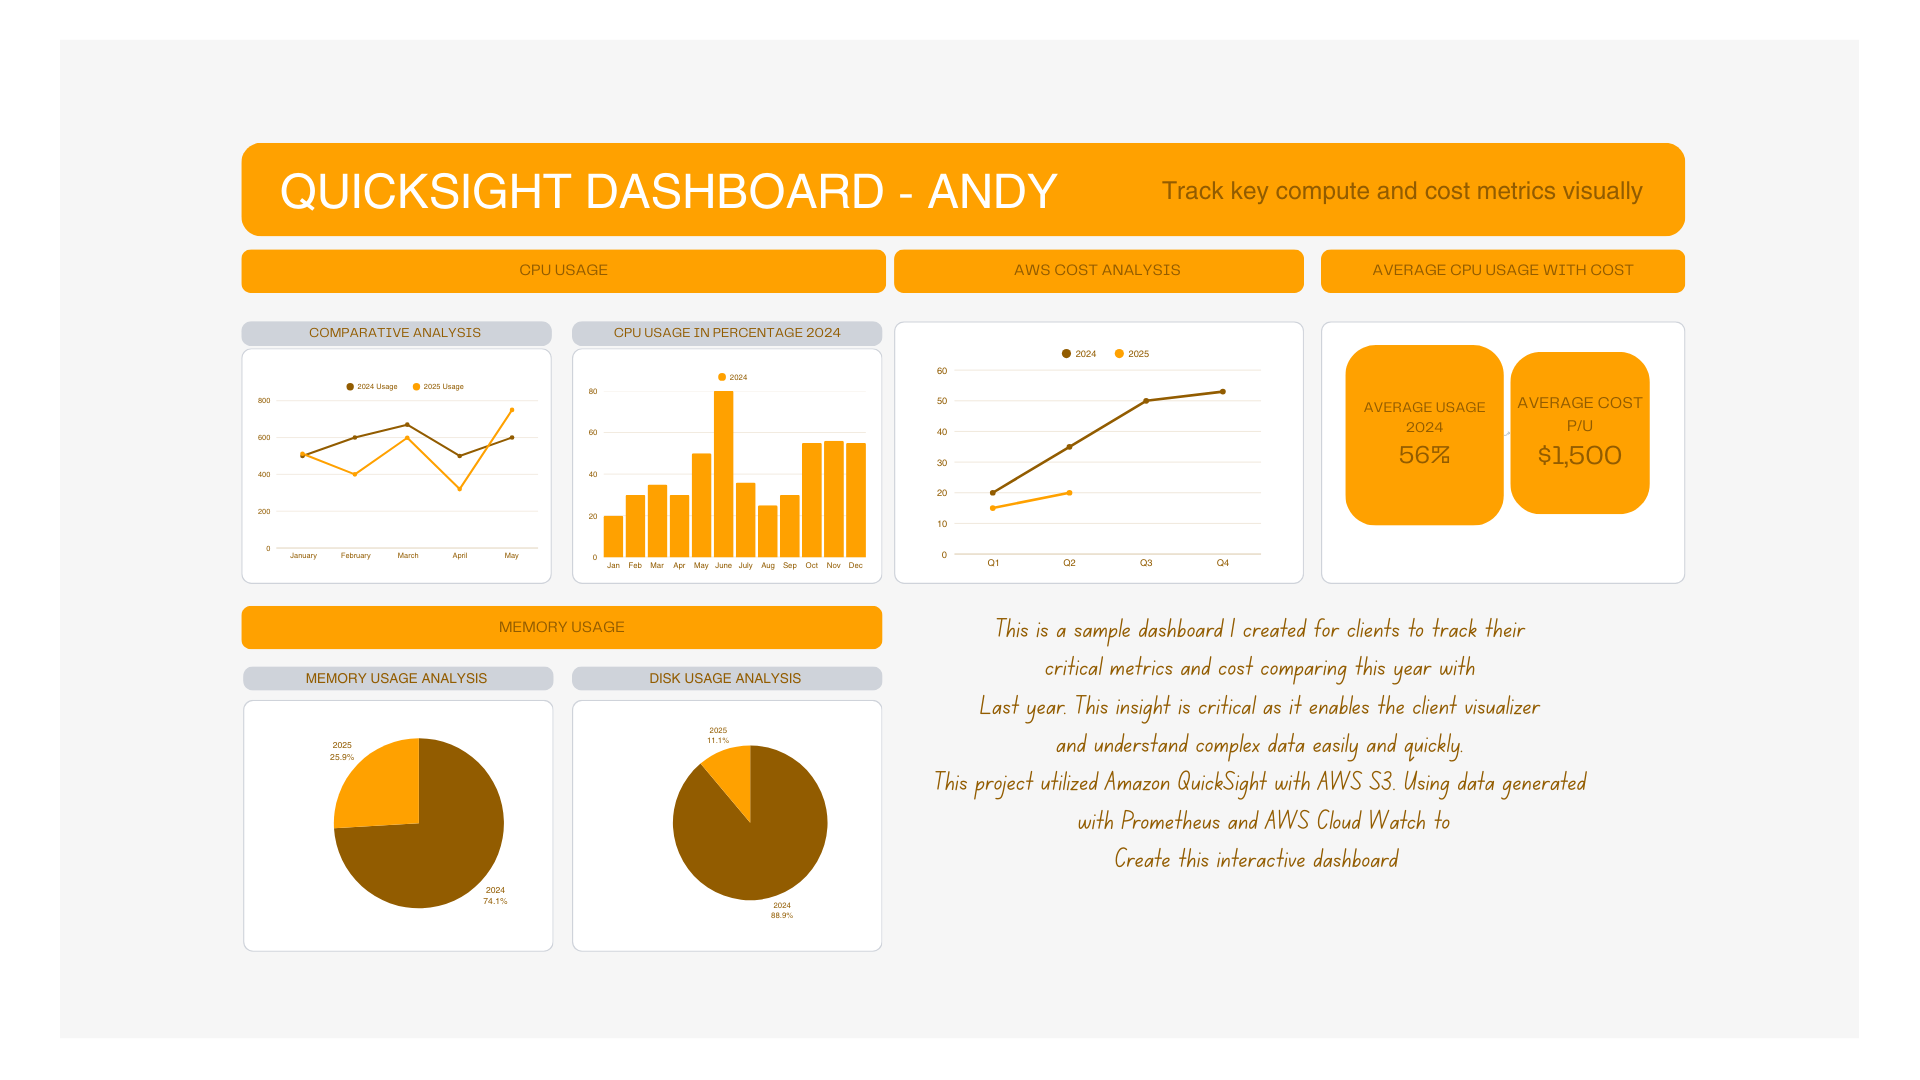 QUICKSIGHT DASHBOARD - ANDY
Track key compute and cost metrics visually
CPU USAGE
AWS COST ANALYSIS
AVERAGE CPU USAGE WITH COST
COMPARATIVE ANALYSIS
2024 Usage
2025 Usage
800
600
400
200
0
January
February
March
April
May
CPU USAGE IN PERCENTAGE 2024
2024
80
60
40
20
0
Jan
Feb
Mar
Apr
May
June
July
Aug
Sep
Oct
Nov
Dec
2024
2025
60
50
40
30
20
10
0
Q1
Q2
Q3
Q4
AVERAGE USAGE
2024
56%
AVERAGE COST
P/U
$1,500
MEMORY USAGE
MEMORY USAGE ANALYSIS
2025
25.9%
2024
74.1%
DISK USAGE ANALYSIS
2025
11.1%
2024
88.9%
This is a sample dashboard I created for clients to track their
critical metrics and cost comparing this year with
Last year. This insight is critical as it enables the client visualizer
and understand complex data easily and quickly.
This project utilized Amazon QuickSight with AWS S3. Using data generated
with Prometheus and AWS Cloud Watch to
Create this interactive dashboard